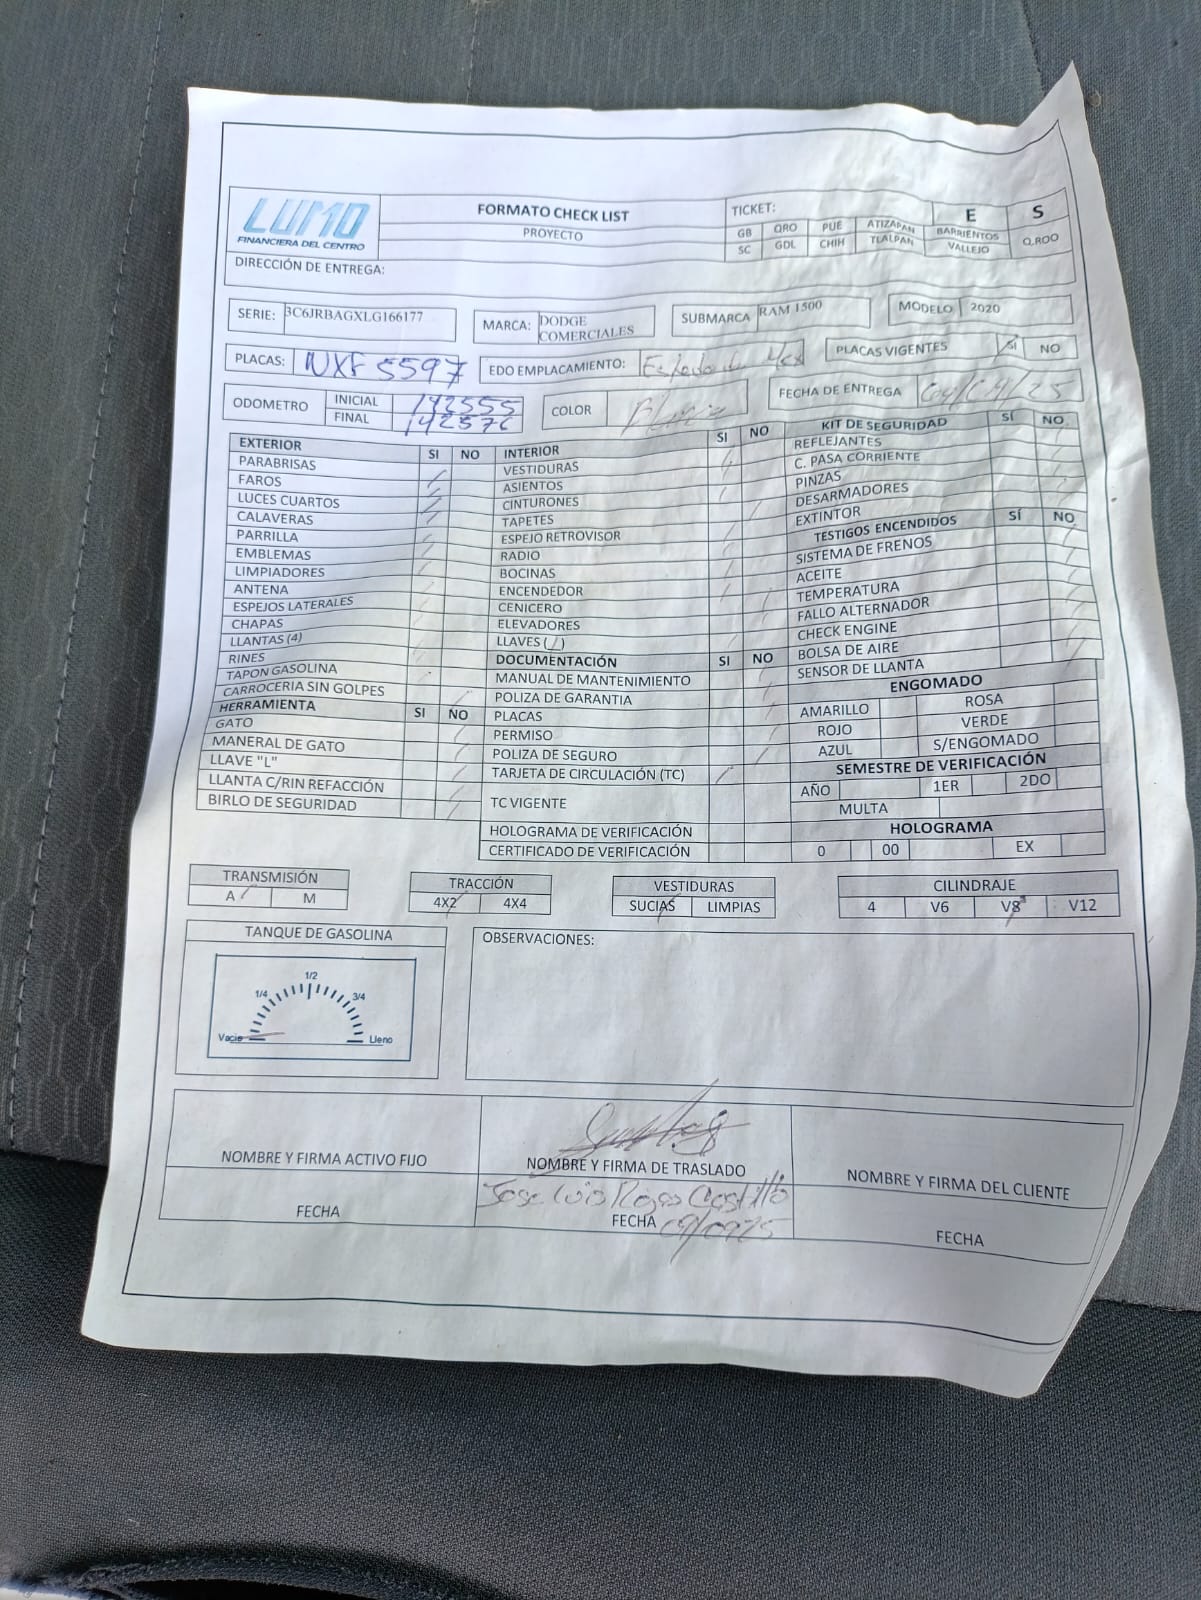 LUMO
FINANCIERA DEL CENTRO
FORMATO CHECK LIST
PROYECTO
TICKET: E S
GB QRO PUE ATIZAPAN BARRIENTOS Q.ROO
SC GDL CHIH TLALPAN VALLEJO
DIRECCIÓN DE ENTREGA:
SERIE: 3C6JRBAGXLG166177
MARCA: DODGE COMERCIALES
SUBMARCA RAM 1500
MODELO 2020
PLACAS: NXF 5597
EDO EMPLACAMIENTO: Estado de Mex
PLACAS VIGENTES SI NO
ODOMETRO INICIAL 142555
FINAL 142576
COLOR
FECHA DE ENTREGA
EXTERIOR SI NO
PARABRISAS
FAROS
LUCES CUARTOS
CALAVERAS
PARRILLA
EMBLEMAS
LIMPIADORES
ANTENA
ESPEJOS LATERALES
CHAPAS
LLANTAS (4)
RINES
TAPON GASOLINA
CARROCERIA SIN GOLPES
HERRAMIENTA SI NO
GATO
MANERAL DE GATO
LLAVE "L"
LLANTA C/RIN REFACCIÓN
BIRLO DE SEGURIDAD
INTERIOR SI NO
VESTIDURAS
ASIENTOS
CINTURONES
TAPETES
ESPEJO RETROVISOR
RADIO
BOCINAS
ENCENDEDOR
CENICERO
ELEVADORES
LLAVES (1)
DOCUMENTACIÓN SI NO
MANUAL DE MANTENIMIENTO
POLIZA DE GARANTIA
PLACAS
PERMISO
POLIZA DE SEGURO
TARJETA DE CIRCULACIÓN (TC)
TC VIGENTE
HOLOGRAMA DE VERIFICACIÓN
CERTIFICADO DE VERIFICACIÓN
KIT DE SEGURIDAD SÍ NO
REFLEJANTES
C. PASA CORRIENTE
PINZAS
DESARMADORES
EXTINTOR
TESTIGOS ENCENDIDOS SÍ NO
SISTEMA DE FRENOS
ACEITE
TEMPERATURA
FALLO ALTERNADOR
CHECK ENGINE
BOLSA DE AIRE
SENSOR DE LLANTA
ENGOMADO
AMARILLO ROSA
ROJO VERDE
AZUL S/ENGOMADO
SEMESTRE DE VERIFICACIÓN
AÑO 1ER 2DO
MULTA
HOLOGRAMA
0 00 EX
TRANSMISIÓN
A M
TRACCIÓN
4X2 4X4
VESTIDURAS
SUCIAS LIMPIAS
CILINDRAJE
4 V6 V8 V12
TANQUE DE GASOLINA
1/2
1/4 3/4
Vacio Lleno
OBSERVACIONES:
NOMBRE Y FIRMA ACTIVO FIJO
FECHA
NOMBRE Y FIRMA DE TRASLADO
Jose Luis Rojas Castillo
FECHA
NOMBRE Y FIRMA DEL CLIENTE
FECHA